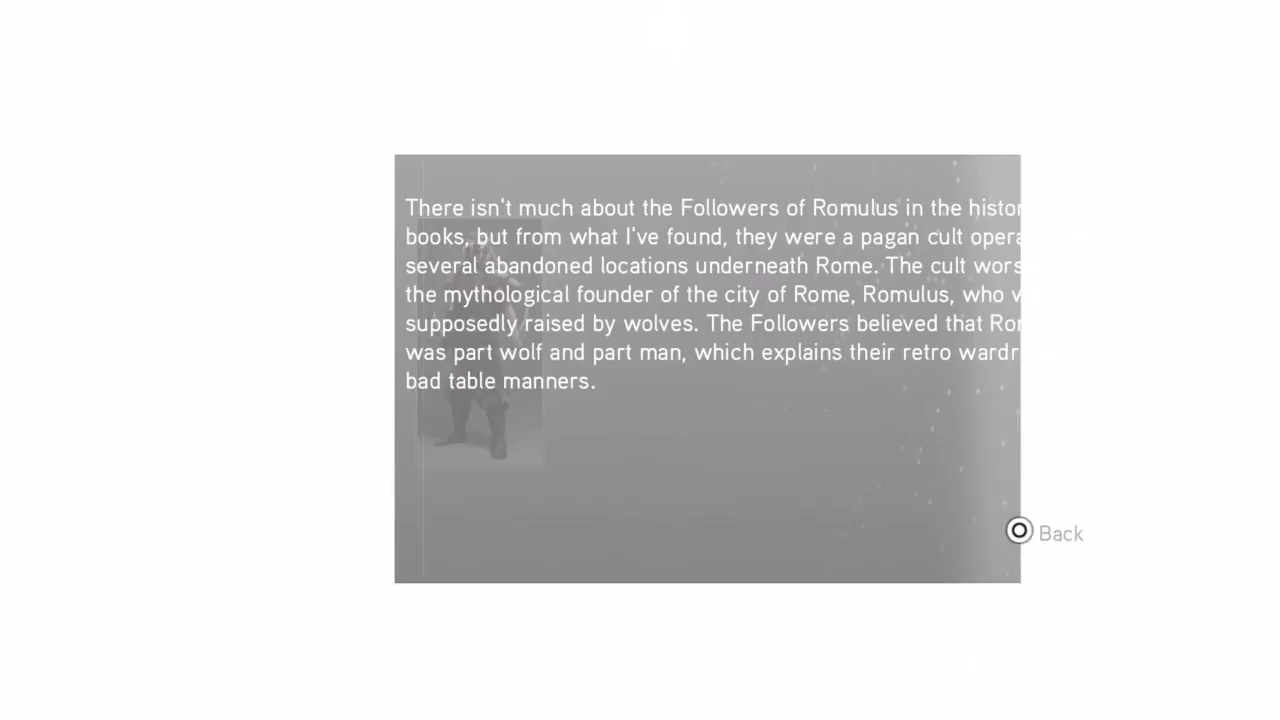 There isn't much about the Followers of Romulus in the histor
books, but from what I've found, they were a pagan cult opera
several abandoned locations underneath Rome. The cult wors
the mythological founder of the city of Rome, Romulus, who
supposedly raised by wolves. The Followers believed that Ro
was part wolf and part man, which explains their retro wardr
bad table manners.
Back